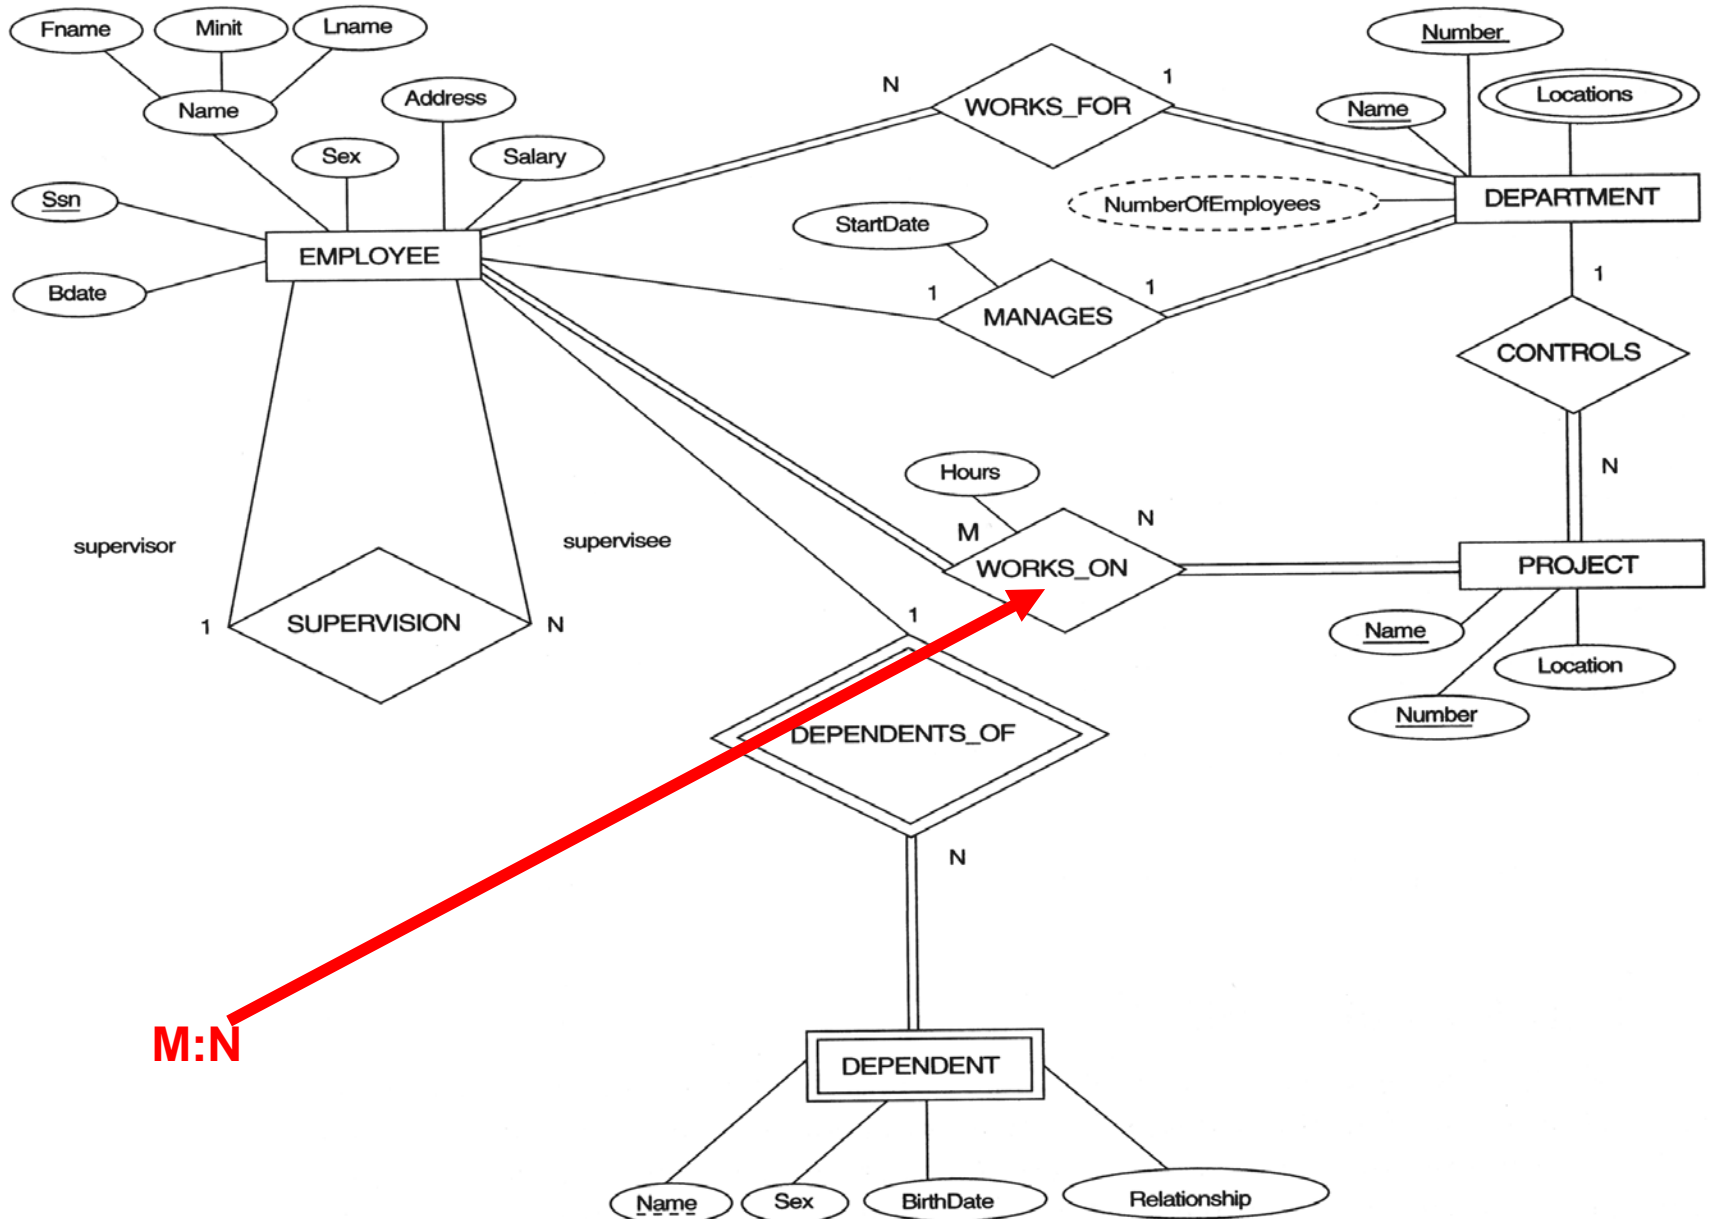 Fname
Minit
Lname
Name
Address
Sex
Salary
Ssn
Bdate
EMPLOYEE
N
WORKS_FOR
1
Number
Name
Locations
NumberOfEmployees
DEPARTMENT
StartDate
1
MANAGES
1
1
CONTROLS
N
supervisor
supervisee
1
SUPERVISION
N
Hours
M
N
WORKS_ON
PROJECT
Name
Location
Number
1
DEPENDENTS_OF
N
M:N
DEPENDENT
Name
Sex
BirthDate
Relationship